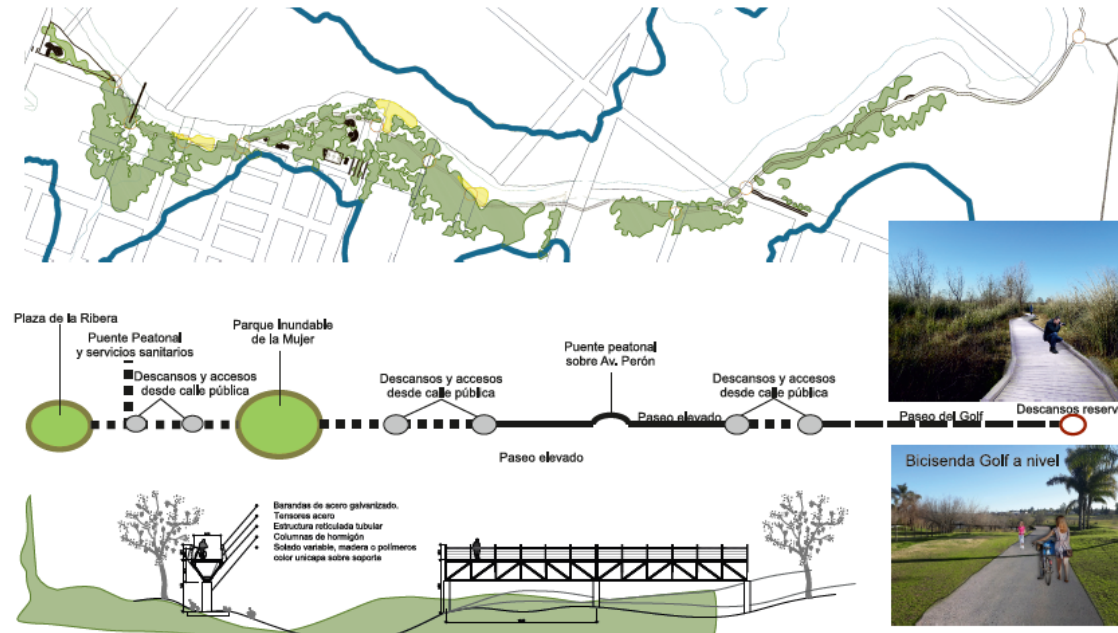 Plaza de la Ribera
Puente Peatonal
y servicios sanitarios
Descansos y accesos
desde calle pública
Parque Inundable
de la Mujer
Descansos y accesos
desde calle pública
Puente peatonal
sobre Av. Perón
Descansos y accesos
desde calle pública
Paseo elevado
Paseo del Golf
Descansos reserv
Paseo elevado
Bicisenda Golf a nivel
Barandas de acero galvanizado.
Tensores acero
Estructura reticulada tubular
Columnas de hormigón
Solado variable, madera o polímeros
color unicapa sobre soporte